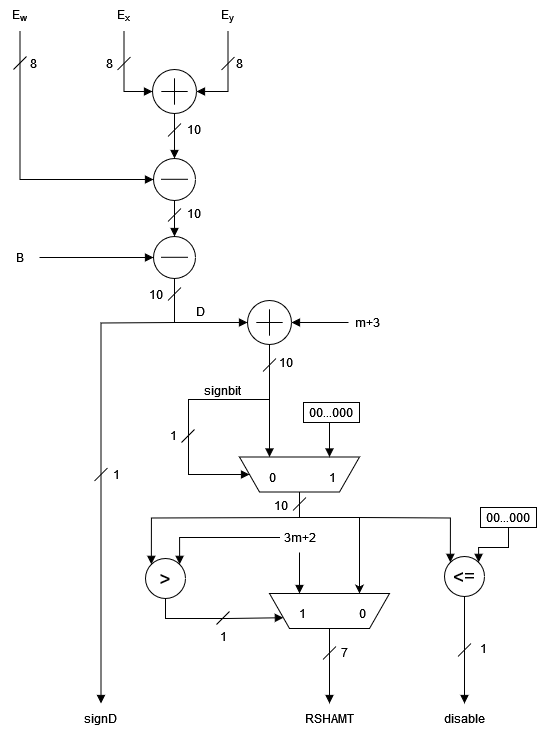 Ew Ex Ey
8 8 8
10
10
B
10
D
m+3
10
signbit
00...000
1
0 1
1
10
00...000
3m+2
> <=
1 0
1
7
1
signD RSHAMT disable